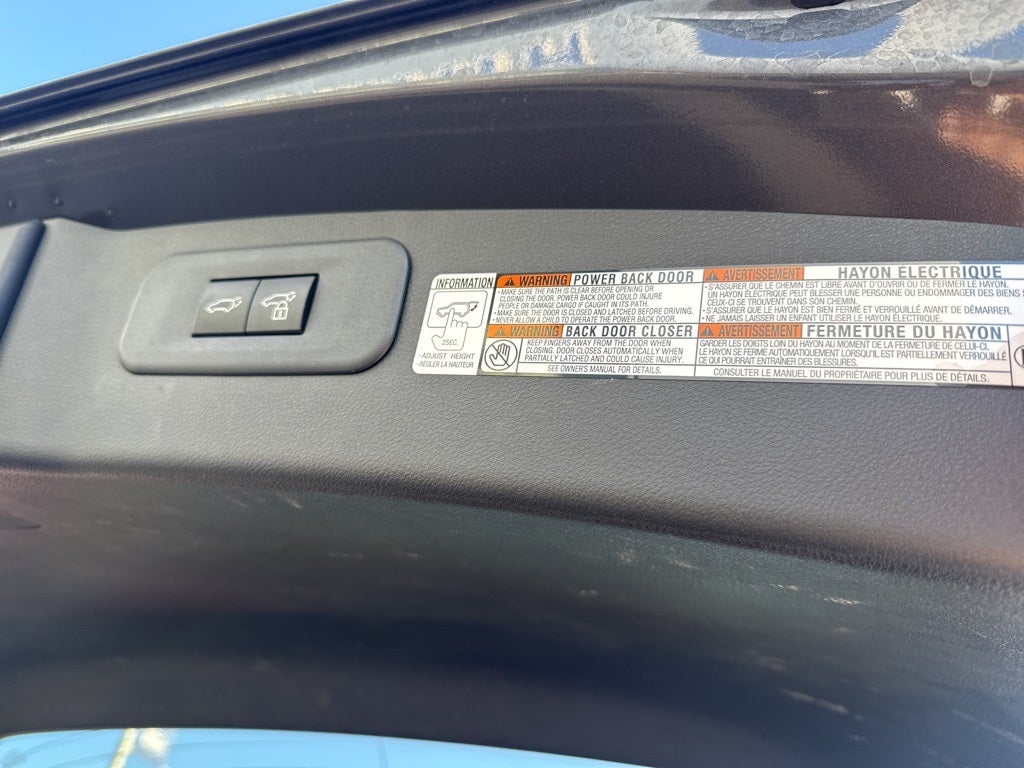 INFORMATION
2SEC.
•ADJUST HEIGHT
•RÉGLER LA HAUTEUR
WARNING POWER BACK DOOR
•MAKE SURE THE PATH IS CLEAR BEFORE OPENING OR
CLOSING THE DOOR. POWER BACK DOOR COULD INJURE
PEOPLE OR DAMAGE CARGO IF CAUGHT IN ITS PATH.
•MAKE SURE THE DOOR IS CLOSED AND LATCHED BEFORE DRIVING.
•NEVER ALLOW A CHILD TO OPERATE THE POWER BACK DOOR.
WARNING BACK DOOR CLOSER
KEEP FINGERS AWAY FROM THE DOOR WHEN
CLOSING. DOOR CLOSES AUTOMATICALLY WHEN
PARTIALLY LATCHED AND COULD CAUSE INJURY.
SEE OWNER'S MANUAL FOR DETAILS.
AVERTISSEMENT HAYON ÉLECTRIQUE
•S'ASSURER QUE LE CHEMIN EST LIBRE AVANT D'OUVRIR OU DE FERMER LE HAYON.
UN HAYON ÉLECTRIQUE PEUT BLESSER UNE PERSONNE OU ENDOMMAGER DES BIENS
CEUX-CI SE TROUVENT DANS SON CHEMIN.
•S'ASSURER QUE LE HAYON EST BIEN FERMÉ ET VERROUILLÉ AVANT DE DÉMARRER.
•NE JAMAIS LAISSER UN ENFANT UTILISER LE HAYON ÉLECTRIQUE.
AVERTISSEMENT FERMETURE DU HAYON
GARDER LES DOIGTS LOIN DU HAYON AU MOMENT DE LA FERMETURE DE CELUI-CI.
LE HAYON SE FERME AUTOMATIQUEMENT LORSQU'IL EST PARTIELLEMENT VERROUILLÉ
ET QUI POURRAIT ENTRAÎNER DES BLESSURES.
CONSULTER LE MANUEL DU PROPRIÉTAIRE POUR PLUS DE DÉTAILS.